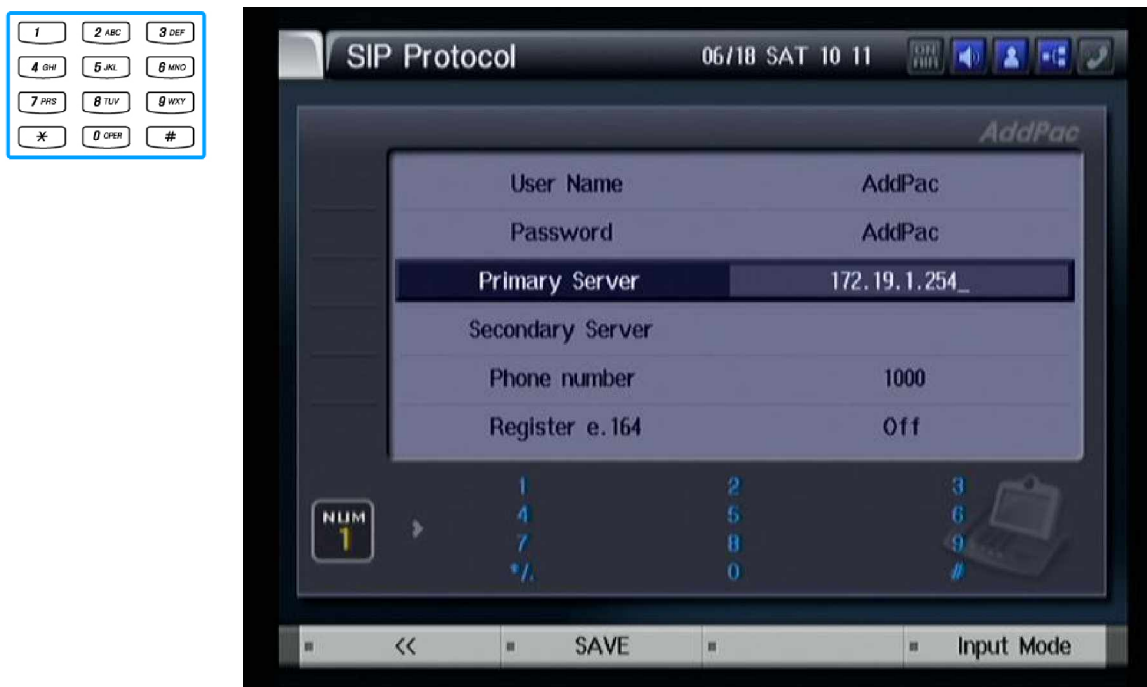 1 2 ABC 3 DEF
4 GHI 5 JKL 6 MNO
7 PRS 8 TUV 9 WXY
* 0 OPER #
SIP Protocol 06/18 SAT 10 11 ON AIR
AddPac
User Name AddPac
Password AddPac
Primary Server 172.19.1.254_
Secondary Server
Phone number 1000
Register e.164 Off
1 2 3
NUM 1 4 5 6
7 8 9
*/. 0 #
<< SAVE Input Mode